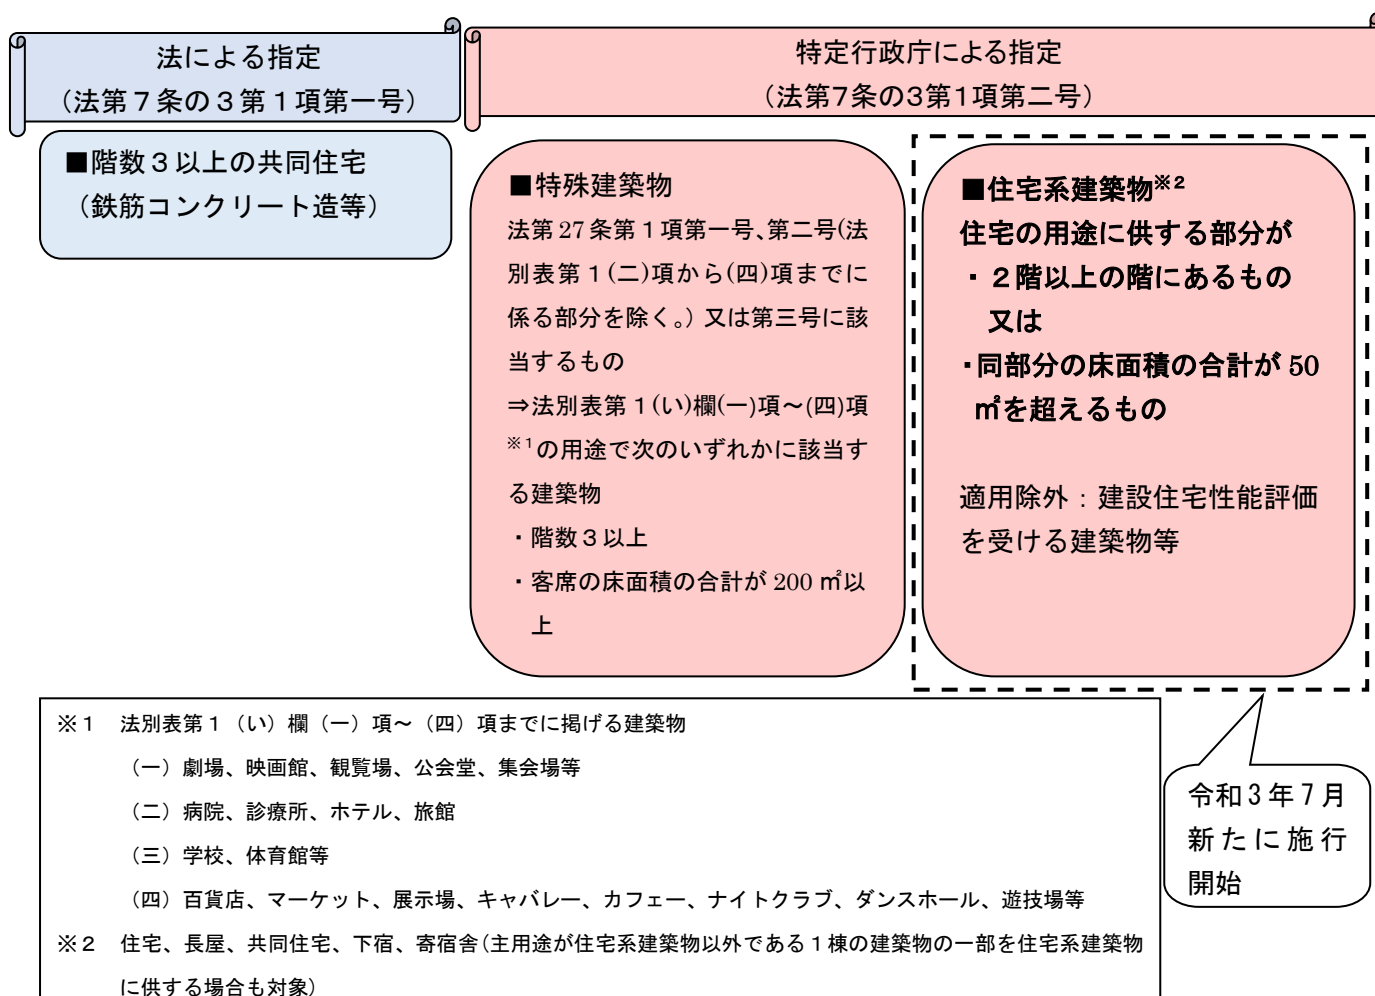 法による指定
（法第７条の３第１項第一号）
特定行政庁による指定
（法第7条の3第1項第二号）
■階数３以上の共同住宅
（鉄筋コンクリート造等）
■特殊建築物
法第 27 条第１項第一号、第二号(法
別表第１(二)項から(四)項までに
係る部分を除く。）又は第三号に該
当するもの
⇒法別表第１(い)欄(一)項～(四)項
※１の用途で次のいずれかに該当す
る建築物
・階数３以上
・客席の床面積の合計が 200 ㎡以
上
■住宅系建築物※２
住宅の用途に供する部分が
・２階以上の階にあるもの
又は
・同部分の床面積の合計が 50
㎡を超えるもの
適用除外：建設住宅性能評価
を受ける建築物等
※１　法別表第１（い）欄（一）項～（四）項までに掲げる建築物
（一）劇場、映画館、観覧場、公会堂、集会場等
（二）病院、診療所、ホテル、旅館
（三）学校、体育館等
（四）百貨店、マーケット、展示場、キャバレー、カフェー、ナイトクラブ、ダンスホール、遊技場等
※２　住宅、長屋、共同住宅、下宿、寄宿舎(主用途が住宅系建築物以外である１棟の建築物の一部を住宅系建築物
に供する場合も対象)
令和３年７月
新たに施行
開始